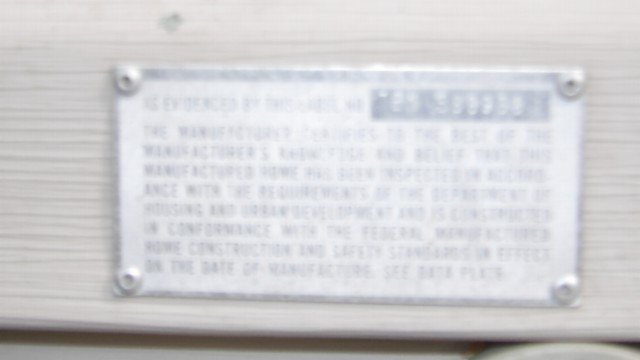 AS EVIDENCED BY THIS LABEL NO.
THE MANUFACTURER CERTIFIES TO THE BEST OF THE
MANUFACTURER'S KNOWLEDGE AND BELIEF THAT THIS
MANUFACTURED HOME HAS BEEN INSPECTED IN ACCORD-
ANCE WITH THE REQUIREMENTS OF THE DEPARTMENT OF
HOUSING AND URBAN DEVELOPMENT AND IS CONSTRUCTED
IN CONFORMANCE WITH THE FEDERAL MANUFACTURED
HOME CONSTRUCTION AND SAFETY STANDARDS IN EFFECT
ON THE DATE OF MANUFACTURE. SEE DATA PLATE.